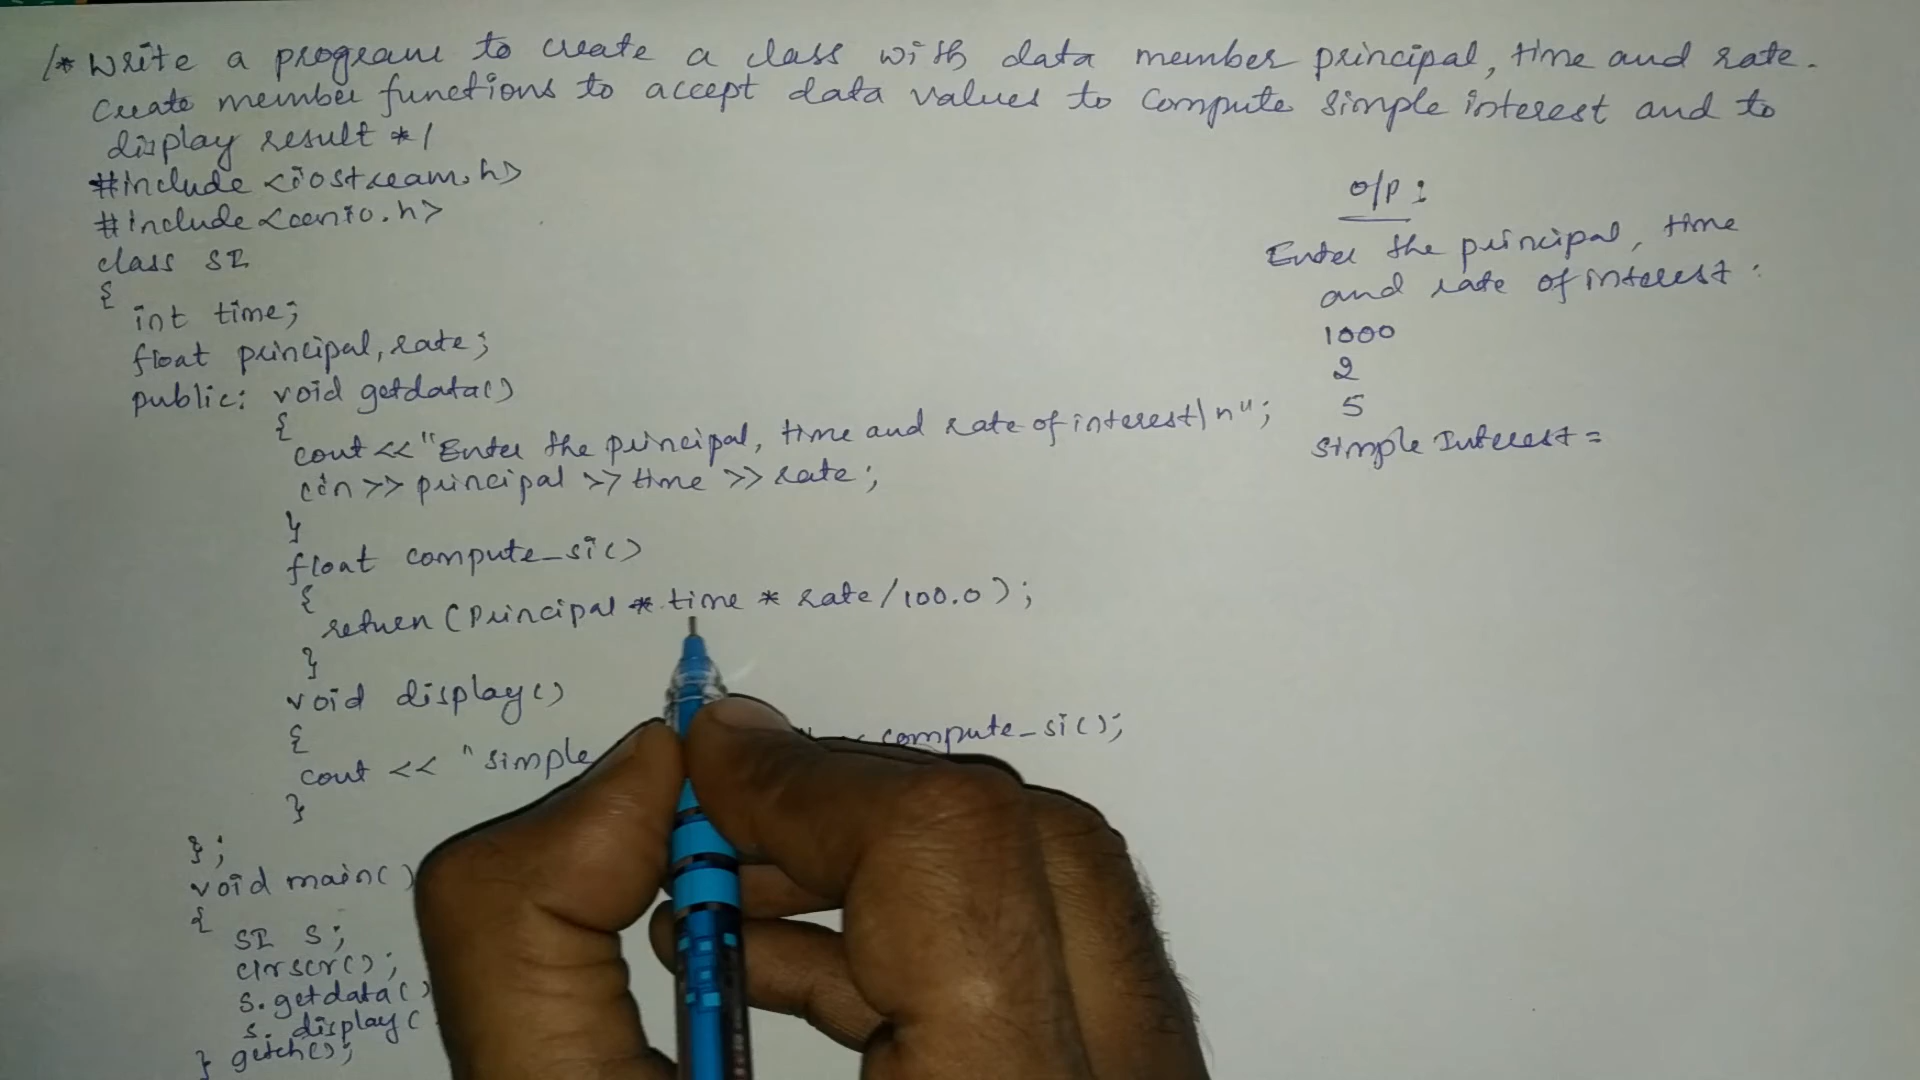 /* Write a program to create a class with data member principal, time and rate.
Create member functions to accept data values to compute simple interest and to
display result */
#include <iostream.h>
#include <conio.h>
class SI
{
int time;
float principal, rate;
public: void getdata()
{
cout << "Enter the principal, time and rate of interest\n";
cin >> principal >> time >> rate;
}
float compute_si()
{
return (Principal * time * rate/100.0);
}
void display()
{
cout << "simple compute_si();
}
};
void main()
{
SI s;
clrscr();
s.getdata()
s. display(
} getch();
o/p :
Enter the principal, time
and rate of interest:
1000
2
5
simple Interest =